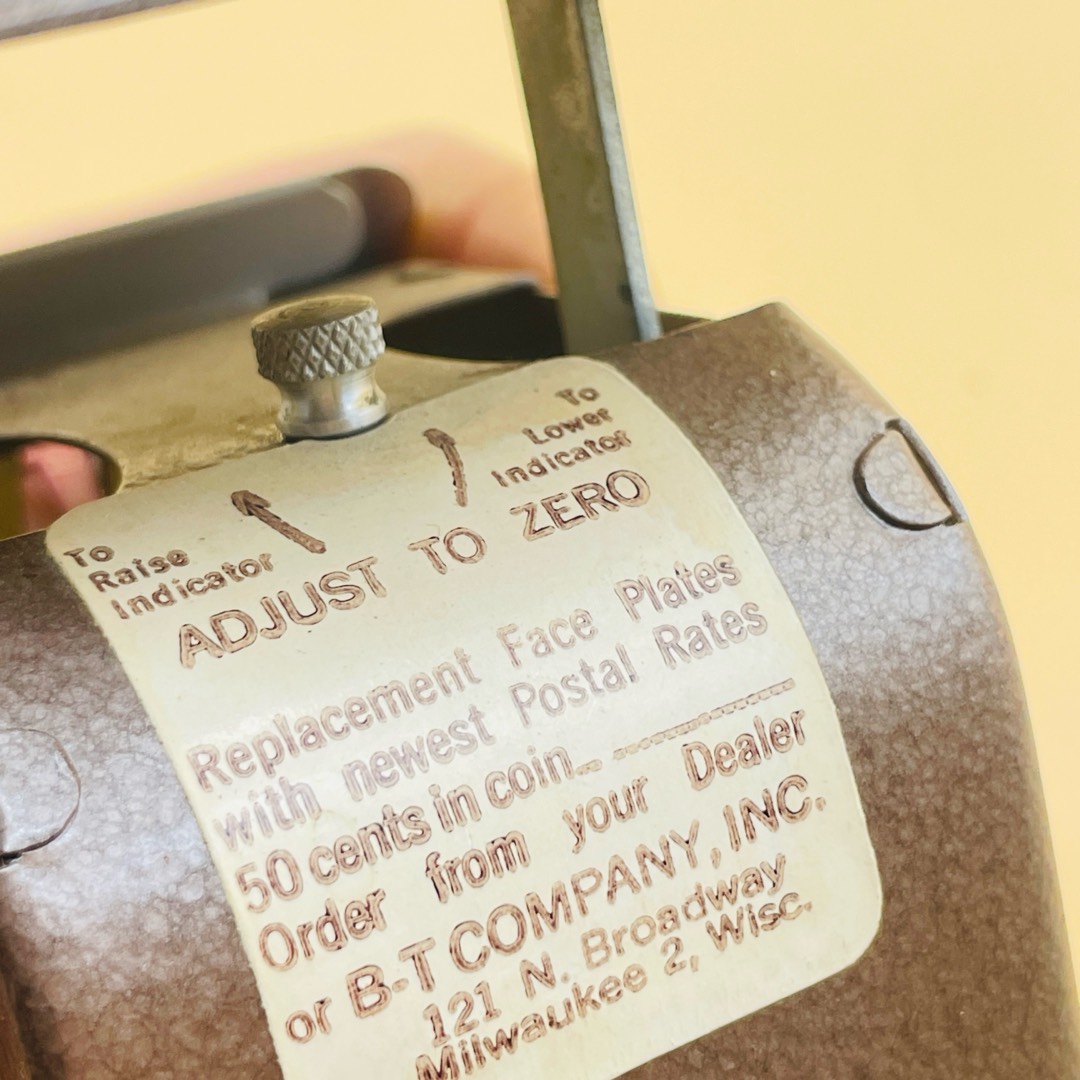 To
Lower
Indicator
To
Raise
Indicator
ADJUST TO ZERO
Replacement Face Plates
with newest Postal Rates
50 cents in coin
Order from your Dealer
or B-T COMPANY, INC.
121 N. Broadway
Milwaukee 2, Wisc.